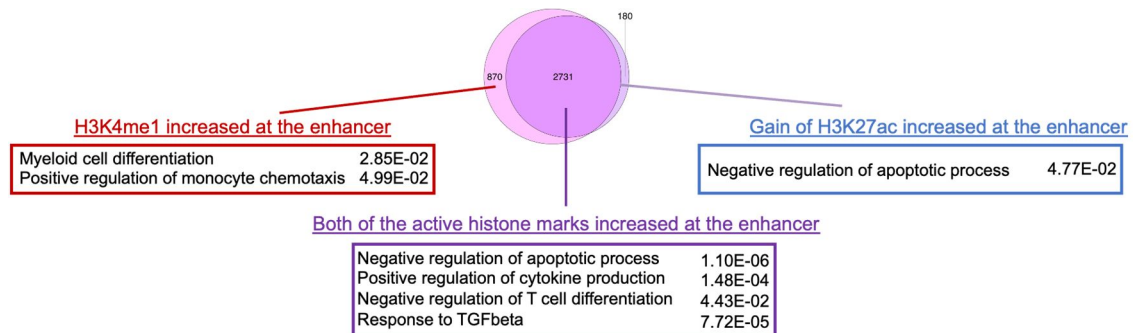 180
870
2731
H3K4me1 increased at the enhancer
Myeloid cell differentiation 2.85E-02
Positive regulation of monocyte chemotaxis 4.99E-02
Gain of H3K27ac increased at the enhancer
Negative regulation of apoptotic process 4.77E-02
Both of the active histone marks increased at the enhancer
Negative regulation of apoptotic process 1.10E-06
Positive regulation of cytokine production 1.48E-04
Negative regulation of T cell differentiation 4.43E-02
Response to TGFbeta 7.72E-05